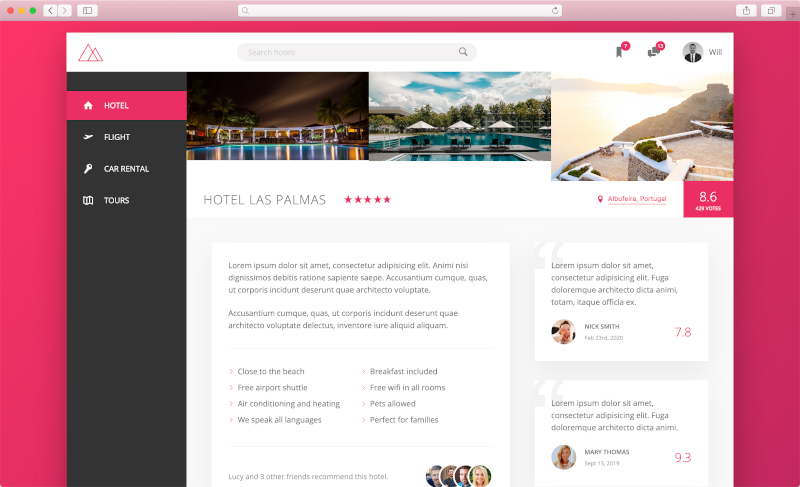 Search hotels
7
13
Will
HOTEL
FLIGHT
CAR RENTAL
TOURS
HOTEL LAS PALMAS
Albufeira, Portugal
8.6
429 VOTES
Lorem ipsum dolor sit amet, consectetur adipisicing elit. Animi nisi
dignissimos debitis ratione sapiente saepe. Accusantium cumque, quas,
ut corporis incidunt deserunt quae architecto voluptate.
Accusantium cumque, quas, ut corporis incidunt deserunt quae
architecto voluptate delectus, inventore iure aliquid aliquam.
Close to the beach
Free airport shuttle
Air conditioning and heating
We speak all languages
Breakfast included
Free wifi in all rooms
Pets allowed
Perfect for families
Lucy and 3 other friends recommend this hotel.
Lorem ipsum dolor sit amet,
consectetur adipisicing elit. Fuga
doloremque architecto dicta animi,
totam, itaque officia ex.
NICK SMITH
Feb 23rd, 2020
7.8
Lorem ipsum dolor sit amet,
consectetur adipisicing elit. Fuga
doloremque architecto dicta animi.
MARY THOMAS
Sept 13, 2019
9.3